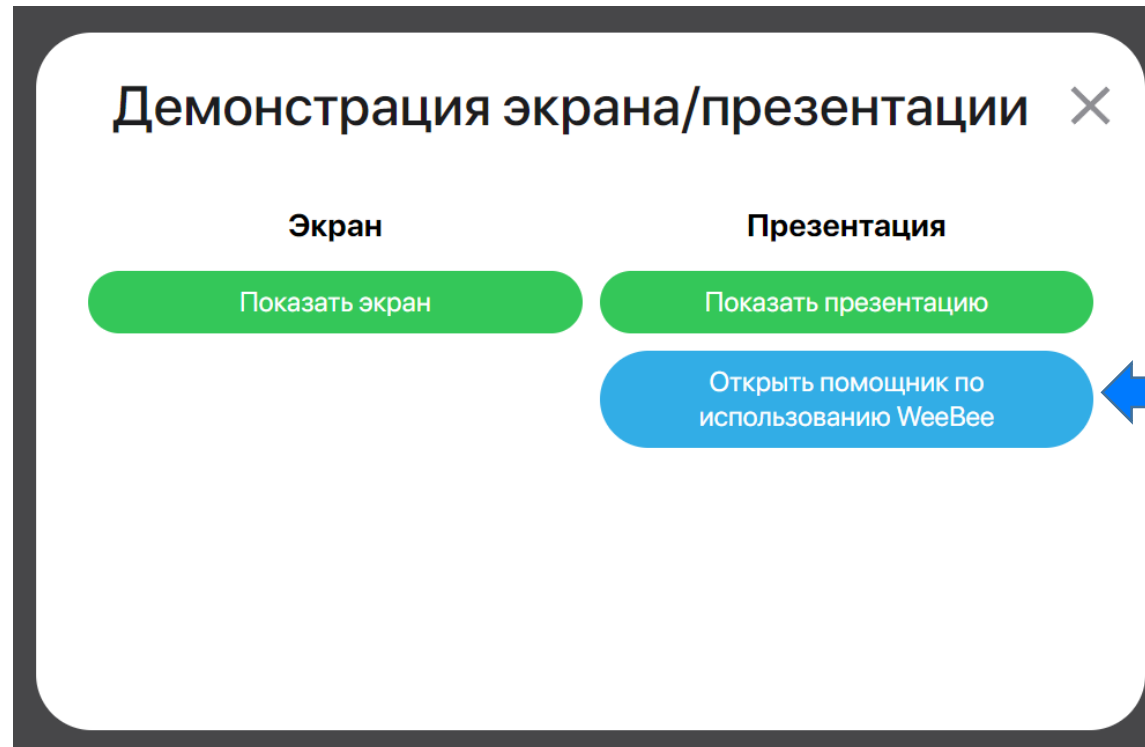 Демонстрация экрана/презентации
Экран
Презентация
Показать экран
Показать презентацию
Открыть помощник по
использованию WeeBee